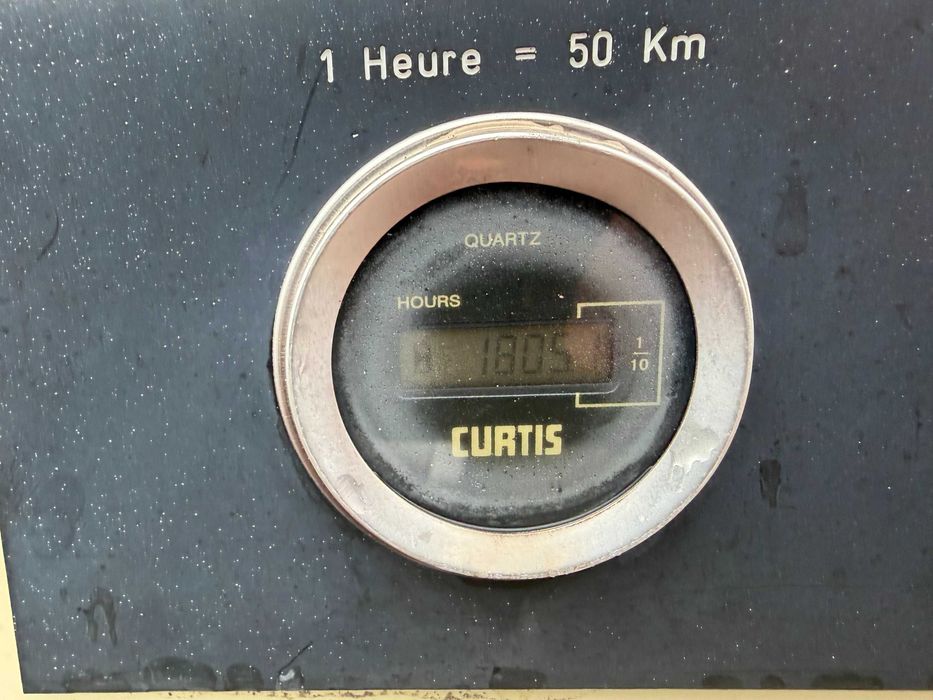 1 Heure = 50 Km
QUARTZ
HOURS
H 1805
1
10
CURTIS